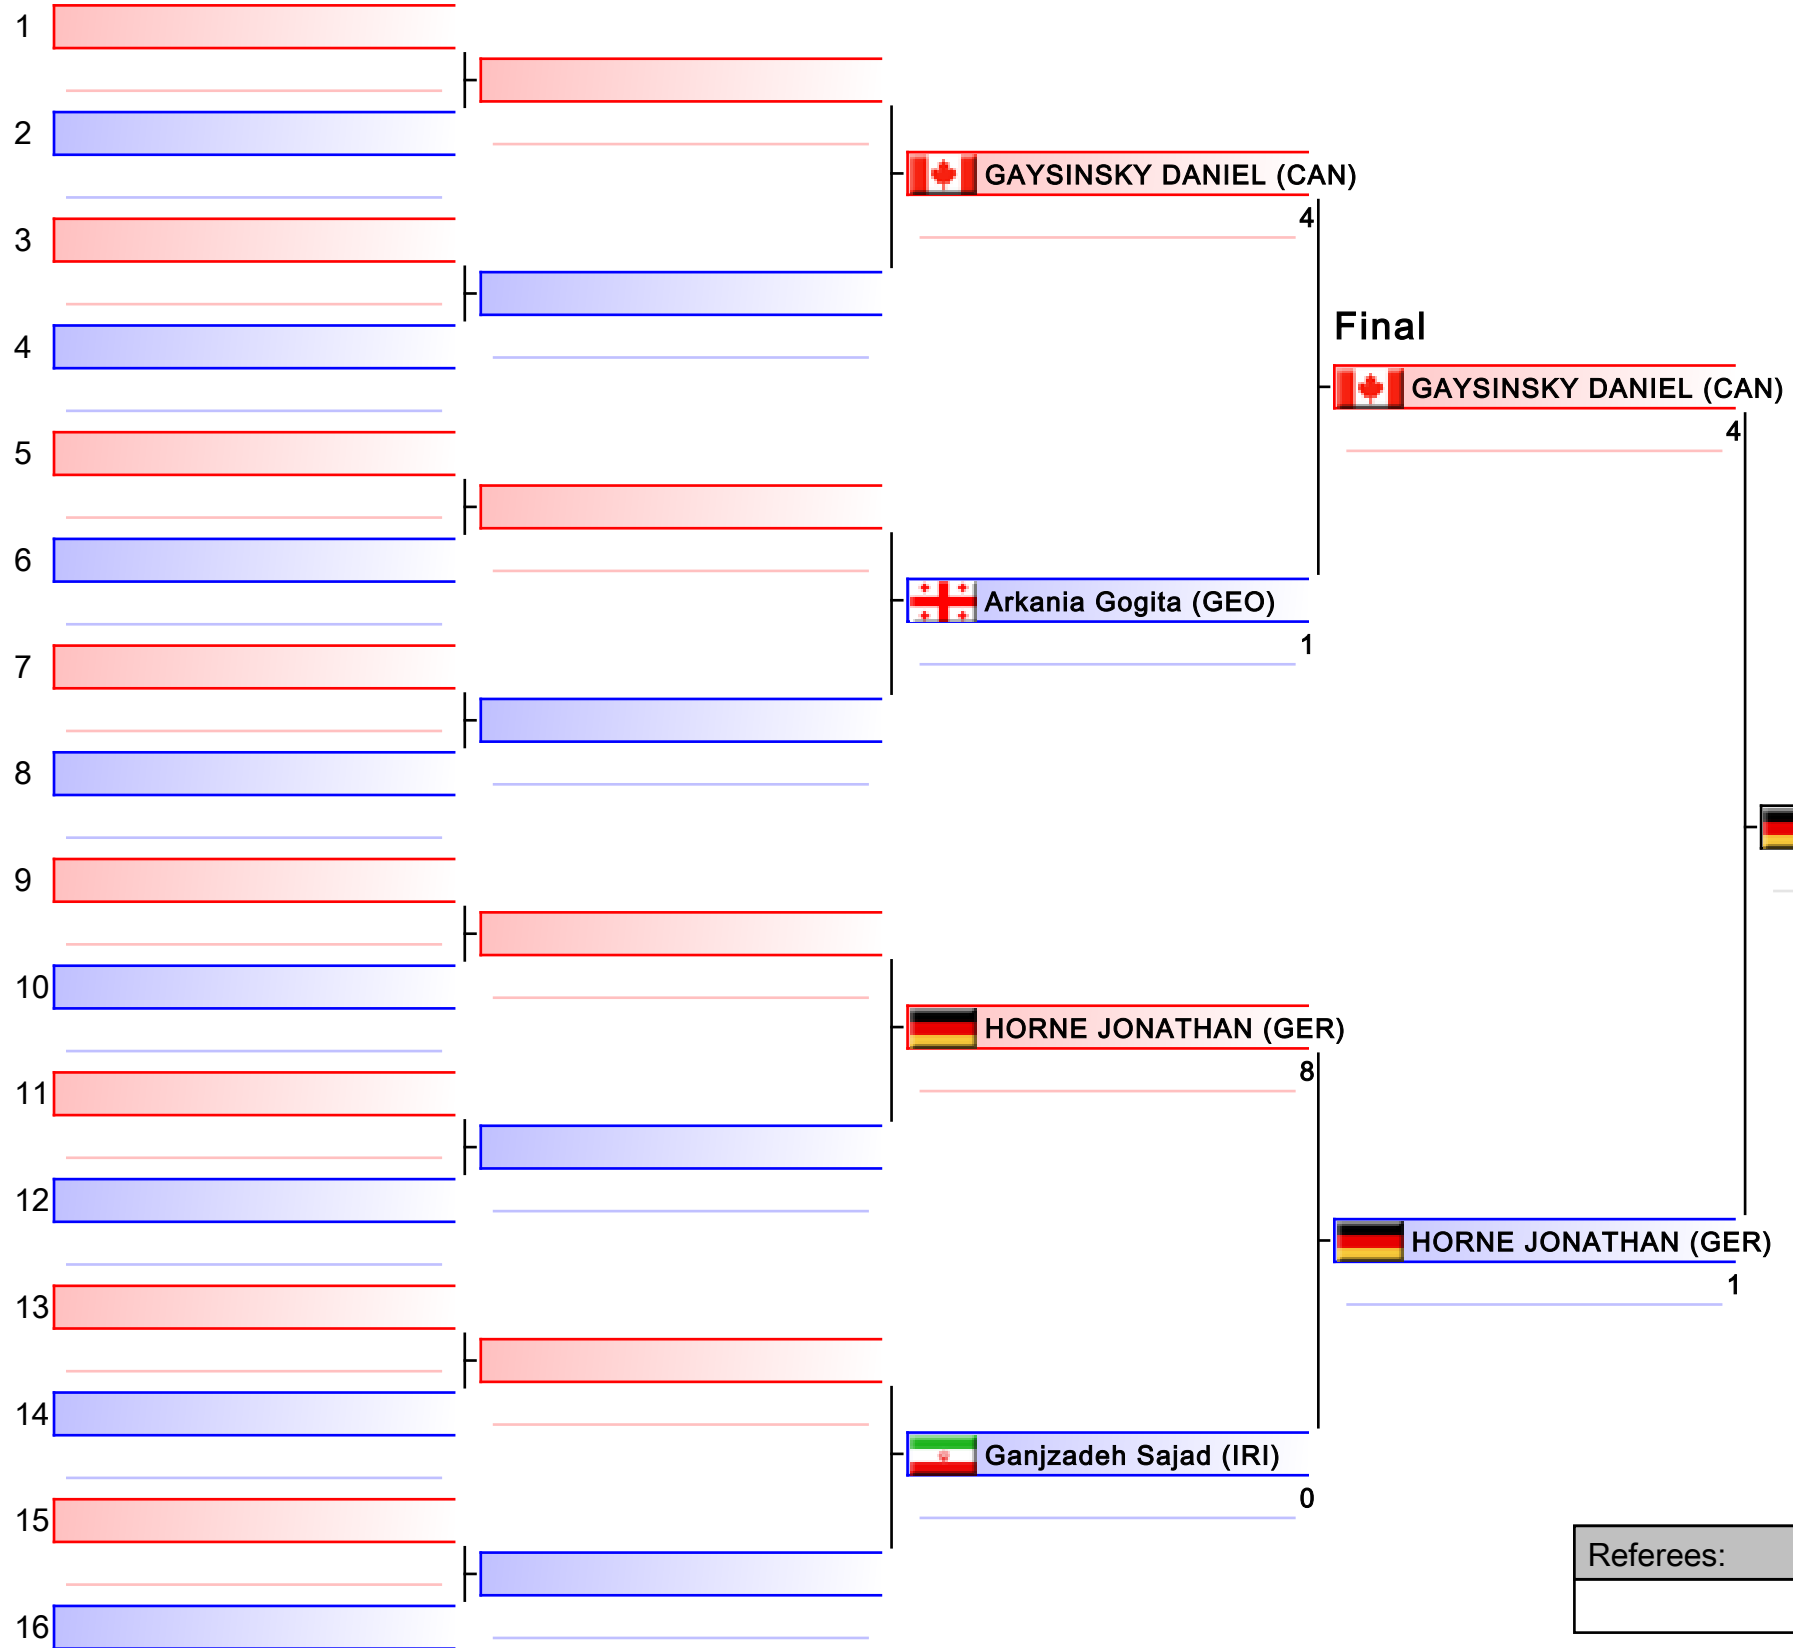 1
2
GAYSINSKY DANIEL (CAN)
4
3
Final
4
GAYSINSKY DANIEL (CAN)
4
5
6
Arkania Gogita (GEO)
1
7
8
9
10
HORNE JONATHAN (GER)
8
11
12
HORNE JONATHAN (GER)
1
13
14
Ganjzadeh Sajad (IRI)
0
15
Referees:
16